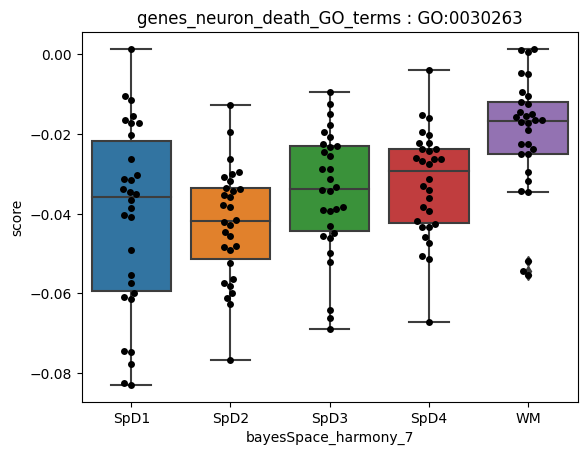 genes_neuron_death_GO_terms : GO:0030263
0.00
−0.02
−0.04
−0.06
−0.08
score
SpD1 SpD2 SpD3 SpD4 WM
bayesSpace_harmony_7